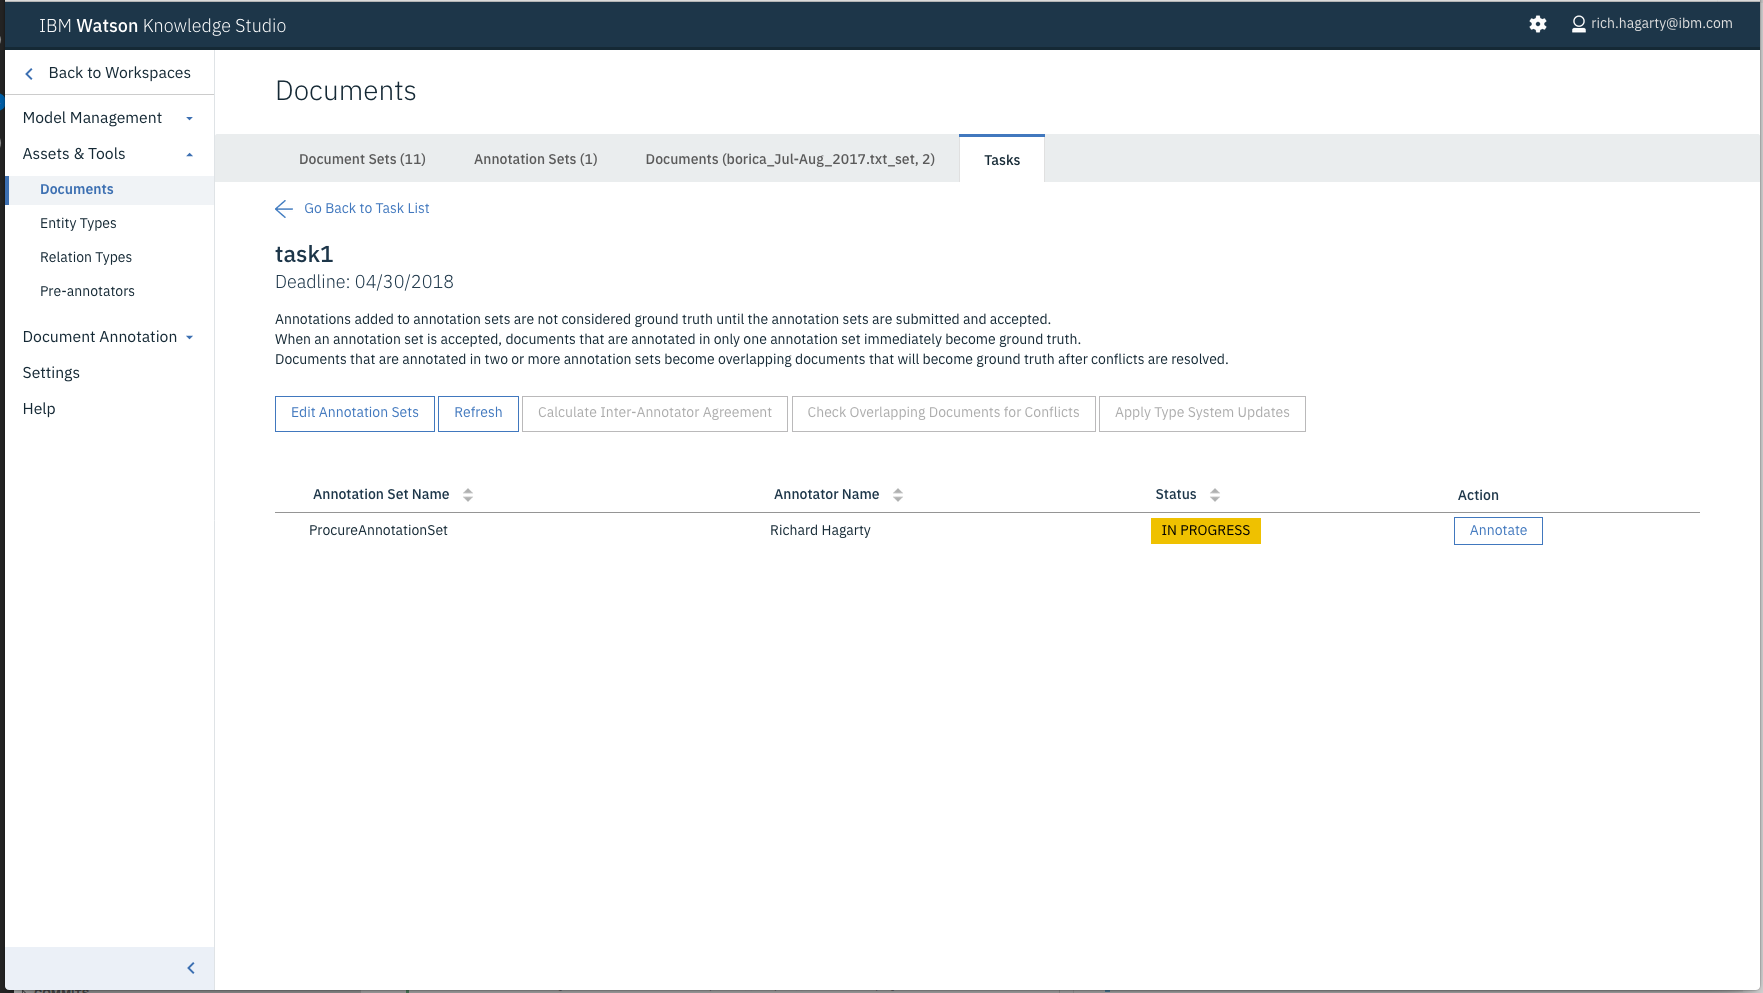 IBM Watson Knowledge Studio
rich.hagarty@ibm.com
Back to Workspaces
Model Management
Assets & Tools
Documents
Entity Types
Relation Types
Pre-annotators
Document Annotation
Settings
Help
Documents
Document Sets (11)
Annotation Sets (1)
Documents (borica_Jul-Aug_2017.txt_set, 2)
Tasks
Go Back to Task List
task1
Deadline: 04/30/2018
Annotations added to annotation sets are not considered ground truth until the annotation sets are submitted and accepted.
When an annotation set is accepted, documents that are annotated in only one annotation set immediately become ground truth.
Documents that are annotated in two or more annotation sets become overlapping documents that will become ground truth after conflicts are resolved.
Edit Annotation Sets
Refresh
Calculate Inter-Annotator Agreement
Check Overlapping Documents for Conflicts
Apply Type System Updates
Annotation Set Name
Annotator Name
Status
Action
ProcureAnnotationSet
Richard Hagarty
IN PROGRESS
Annotate